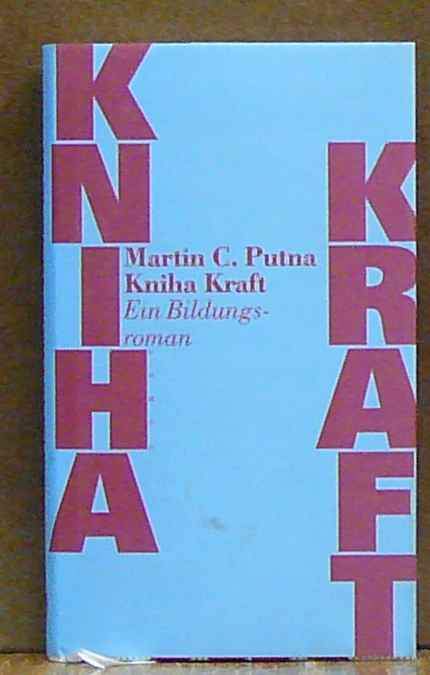 KNIHA
KRAFT
Martin C. Putna
Kniha Kraft
Ein Bildungs-
roman